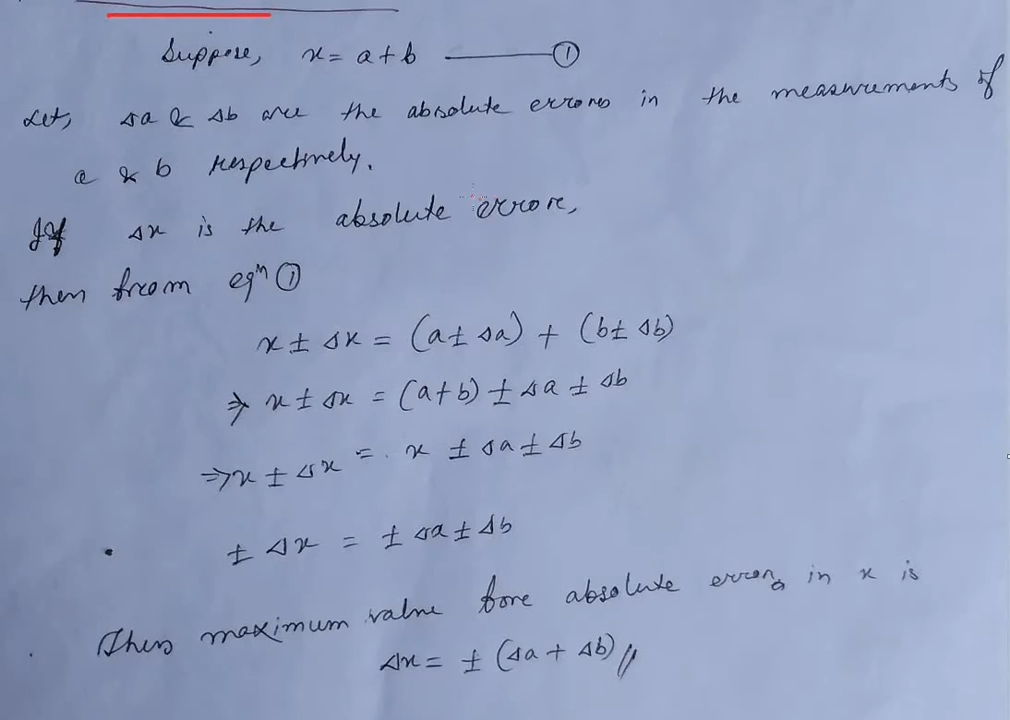 Suppose, x = a + b ——— ①
Let, Δa & Δb are the absolute errors in the measurements of
a & b respectively.
If Δx is the absolute error,
then from eqⁿ ①
x ± Δx = (a ± Δa) + (b ± Δb)
⇒ x ± Δx = (a + b) ± Δa ± Δb
⇒ x ± Δx = x ± Δa ± Δb
± Δx = ± Δa ± Δb
Thus maximum value for absolute error in x is
Δx = ± (Δa + Δb) //